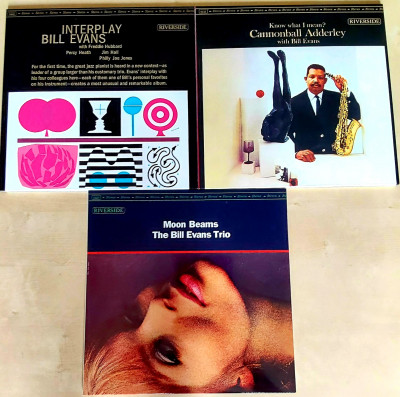 INTERPLAY
RIVERSIDE
BILL EVANS
with Freddie Hubbard
Percy Heath Jim Hall
Philly Joe Jones
For the first time, the great jazz pianist is heard in a new context—as
leader of a group larger than his customary trio. Evans' interplay with
his four colleagues here—each of them one of Bill's personal favorites
on his instrument—creates a most unusual and remarkable album.
RIVERSIDE
Know what I mean?
Cannonball Adderley
with Bill Evans
RIVERSIDE
Moon Beams
The Bill Evans Trio